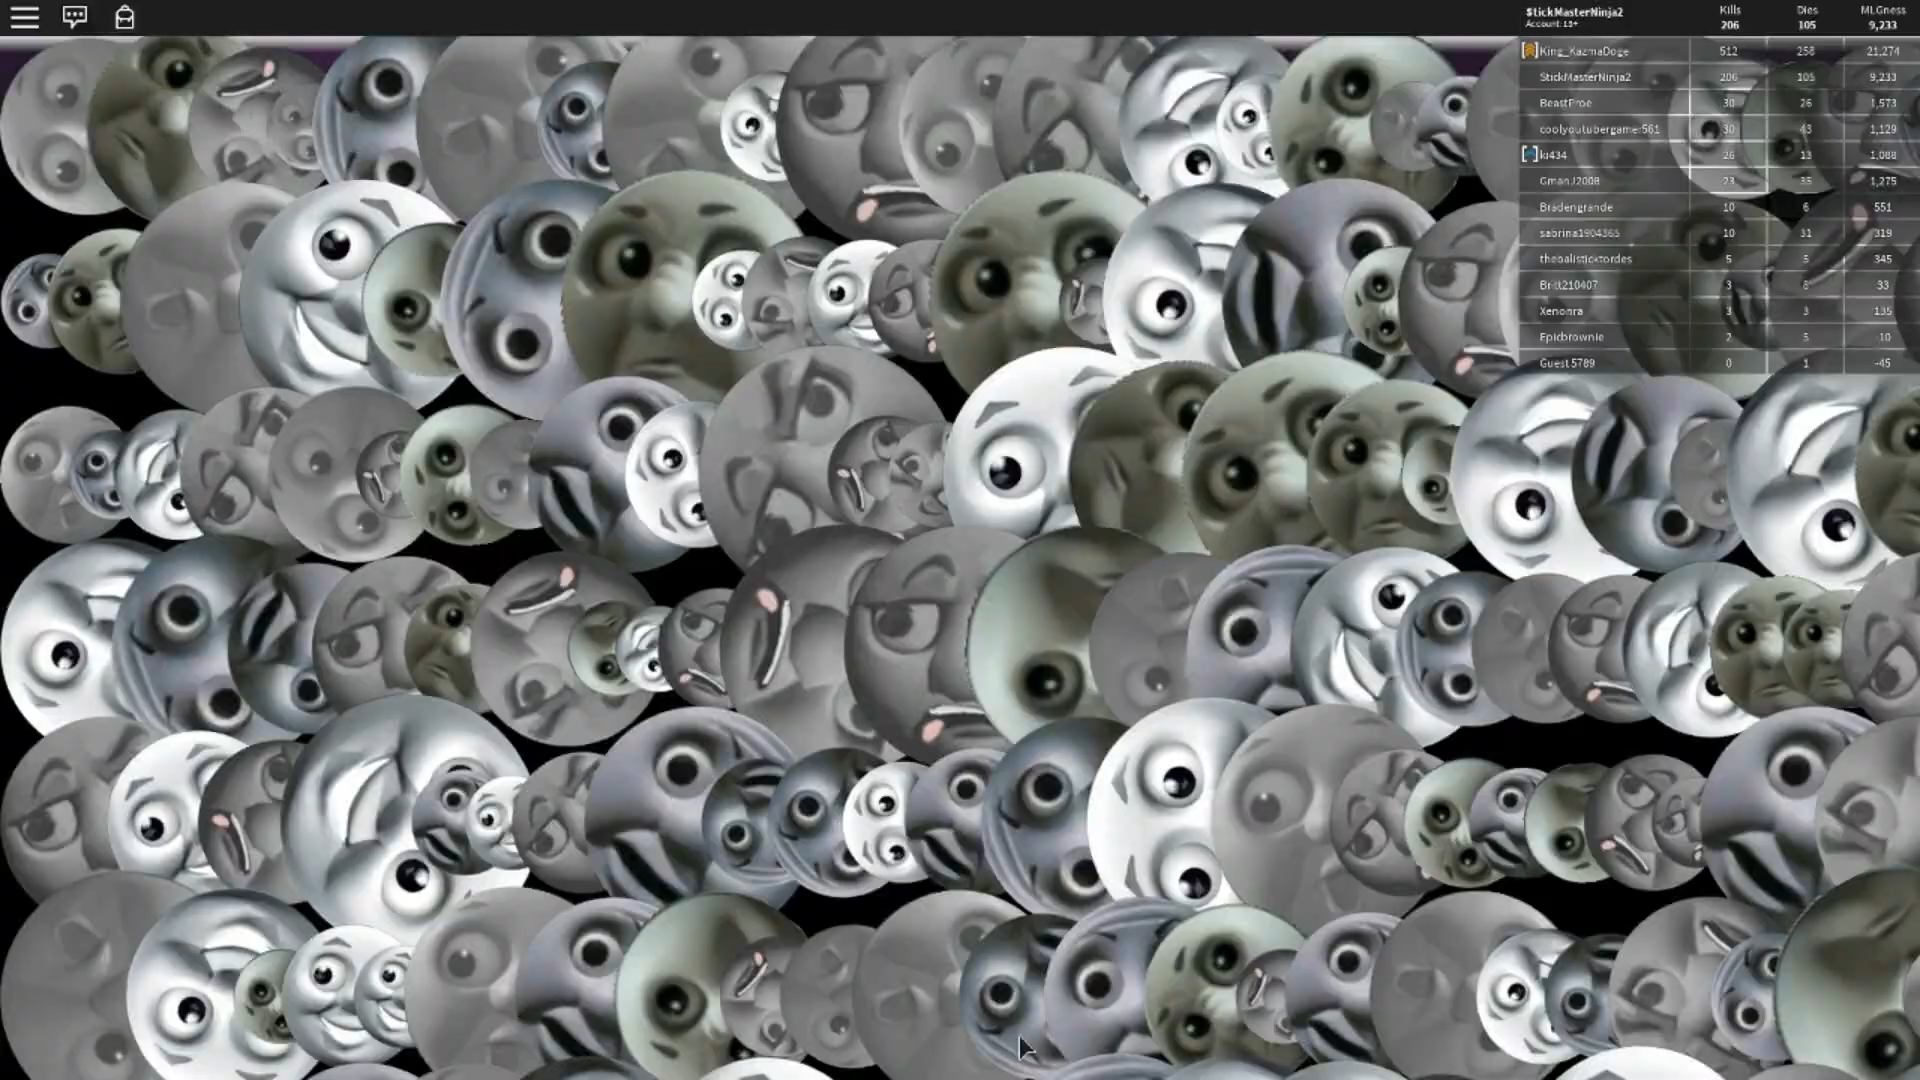 StickMasterNinja2 Kills Dies MLGness
Account: 13+ 206 105 9,233
King_KazmaDoge 512 258 21,274
StickMasterNinja2 206 105 9,233
BeastProe 30 26 1,573
coolyoutubergamer561 30 43 1,129
kr434 26 13 1,088
GmanJ2008 23 35 1,275
Bradengrande 10 6 551
sabrina1904365 10 31 319
thebalisticktordes 5 5 345
Britt210407 3 8 33
Xenonra 3 3 135
Epicbrownie 2 5 10
Guest 5789 0 1 -45